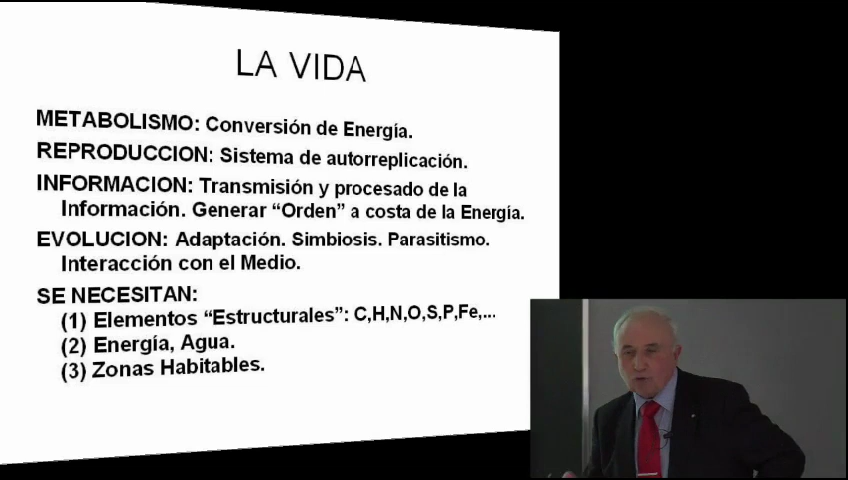 LA VIDA
METABOLISMO: Conversión de Energía.
REPRODUCCION: Sistema de autorreplicación.
INFORMACION: Transmisión y procesado de la
Información. Generar “Orden” a costa de la Energía.
EVOLUCION: Adaptación. Simbiosis. Parasitismo.
Interacción con el Medio.
SE NECESITAN:
(1) Elementos “Estructurales”: C,H,N,O,S,P,Fe,...
(2) Energía, Agua.
(3) Zonas Habitables.